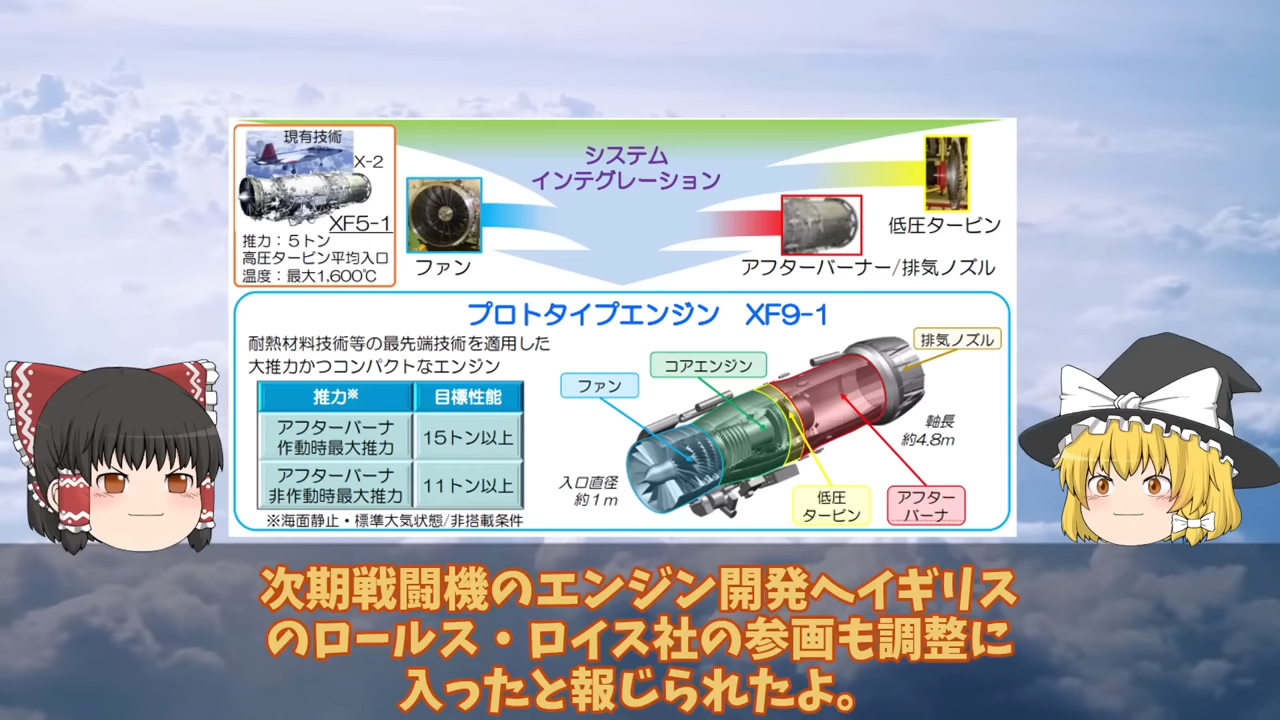 現有技術
X-2
XF5-1
推力：５トン
高圧タービン平均入口
温度：最大1,600℃
ファン
システム
インテグレーション
アフターバーナー/排気ノズル
低圧タービン
プロトタイプエンジン　XF9-1
耐熱材料技術等の最先端技術を適用した
大推力かつコンパクトなエンジン
推力※
目標性能
アフターバーナ
作動時最大推力
15トン以上
アフターバーナ
非作動時最大推力
11トン以上
※海面静止・標準大気状態/非搭載条件
ファン
コアエンジン
排気ノズル
入口直径
約１ｍ
軸長
約4.8m
低圧
タービン
アフター
バーナ
次期戦闘機のエンジン開発へイギリス
のロールス・ロイス社の参画も調整に
入ったと報じられたよ。